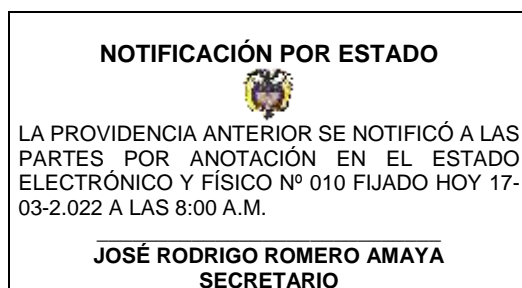 NOTIFICACIÓN POR ESTADO
LA PROVIDENCIA ANTERIOR SE NOTIFICÓ A LAS
PARTES POR ANOTACIÓN EN EL ESTADO
ELECTRÓNICO Y FÍSICO Nº 010 FIJADO HOY 17-
03-2.022 A LAS 8:00 A.M.
JOSÉ RODRIGO ROMERO AMAYA
SECRETARIO